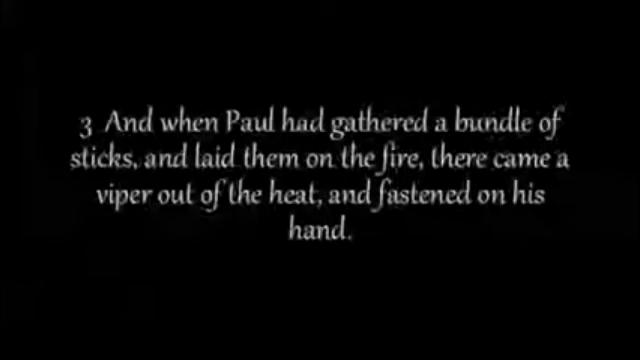 3 And when Paul had gathered a bundle of
sticks, and laid them on the fire, there came a
viper out of the heat, and fastened on his
hand.